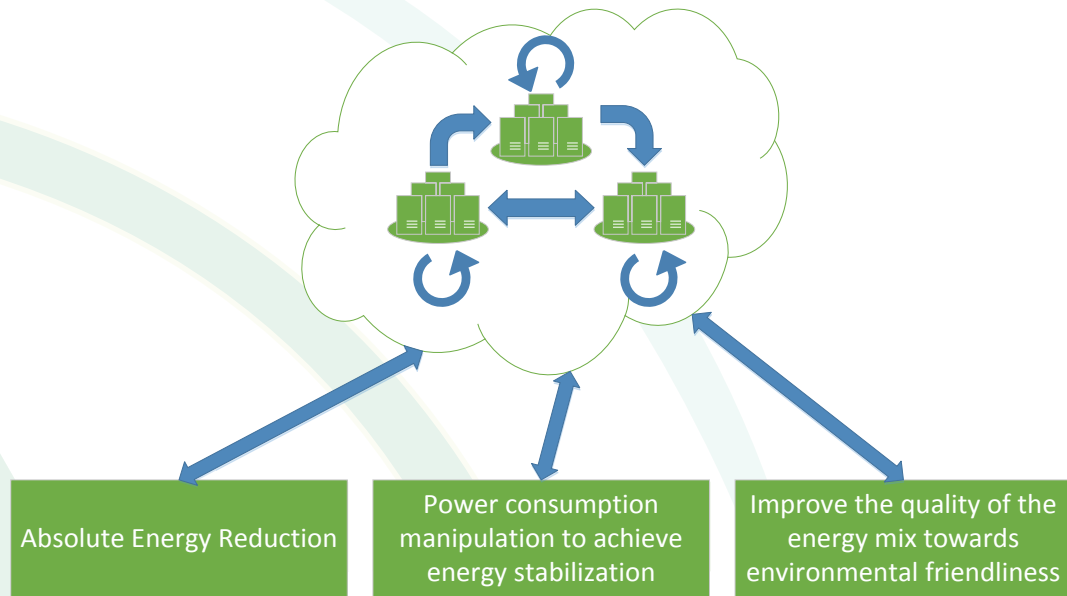 Absolute Energy Reduction
Power consumption
manipulation to achieve
energy stabilization
Improve the quality of the
energy mix towards
environmental friendliness